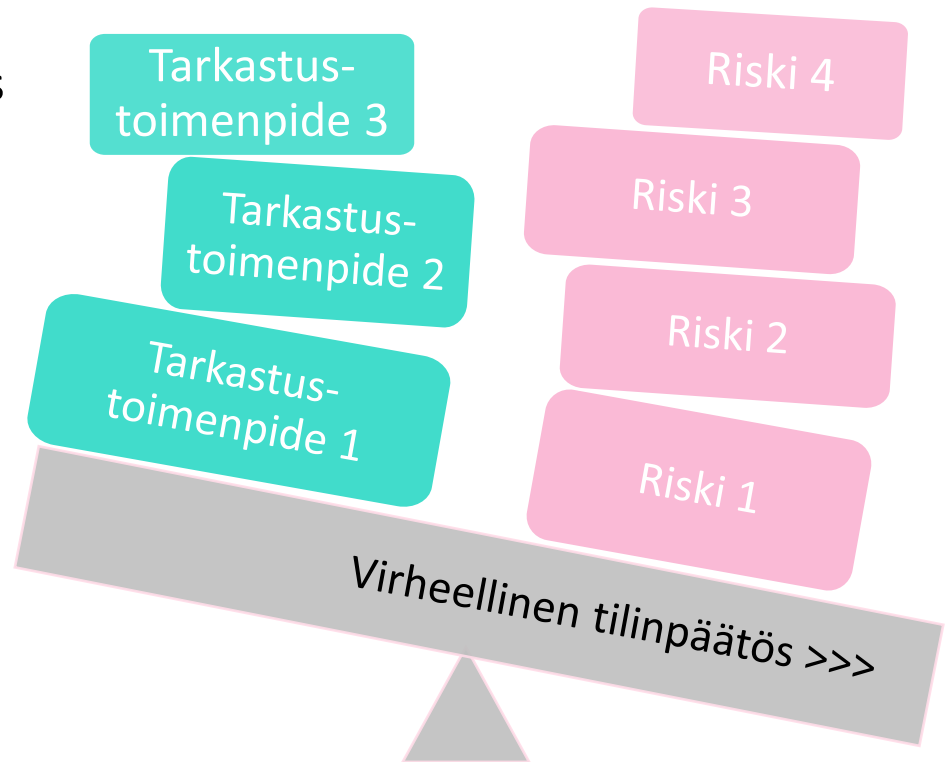 s
Tarkastus-
toimenpide 3
Tarkastus-
toimenpide 2
Tarkastus-
toimenpide 1
Riski 4
Riski 3
Riski 2
Riski 1
Virheellinen tilinpäätös >>>